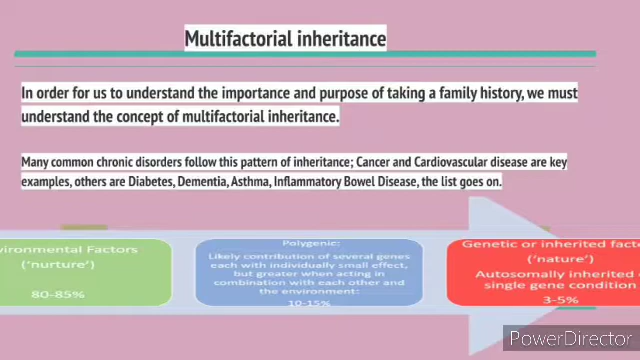 Multifactorial inheritance
In order for us to understand the importance and purpose of taking a family history, we must
understand the concept of multifactorial inheritance.
Many common chronic disorders follow this pattern of inheritance; Cancer and Cardiovascular disease are key
examples, others are Diabetes, Dementia, Asthma, Inflammatory Bowel Disease, the list goes on.
vironmental Factors
('nurture')
80-85%
Polygenic:
Likely contribution of several genes
each with individually small effect,
but greater when acting in
combination with each other and
the environment:
10-15%
Genetic or inherited facto
('nature')
Autosomally inherited
single gene condition
3-5%
PowerDirector